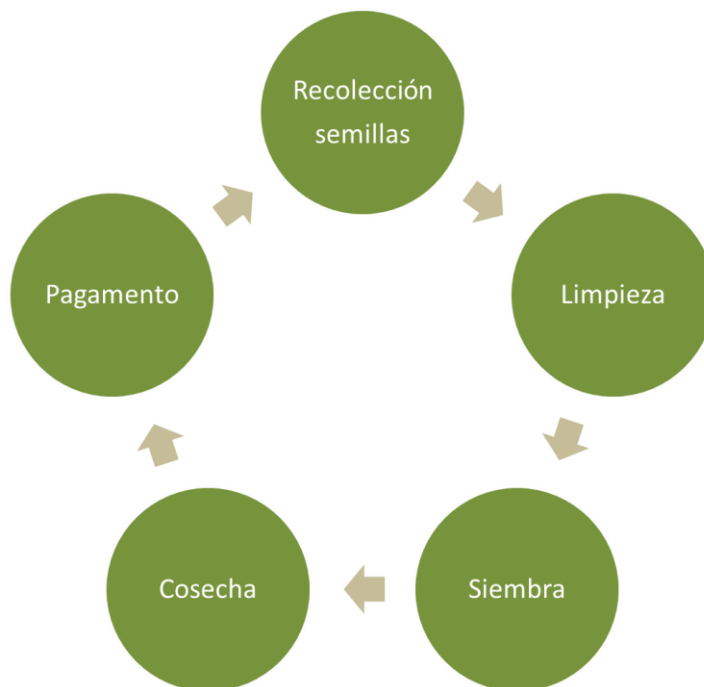 Recolección
semillas
Limpieza
Siembra
Cosecha
Pagamento